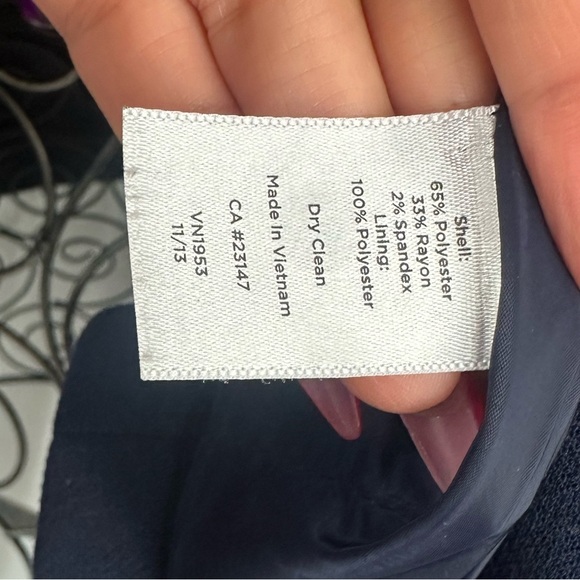 Shell:
65% Polyester
33% Rayon
2% Spandex
Lining:
100% Polyester
Dry Clean
Made In Vietnam
CA #23147
VN1953
11/13